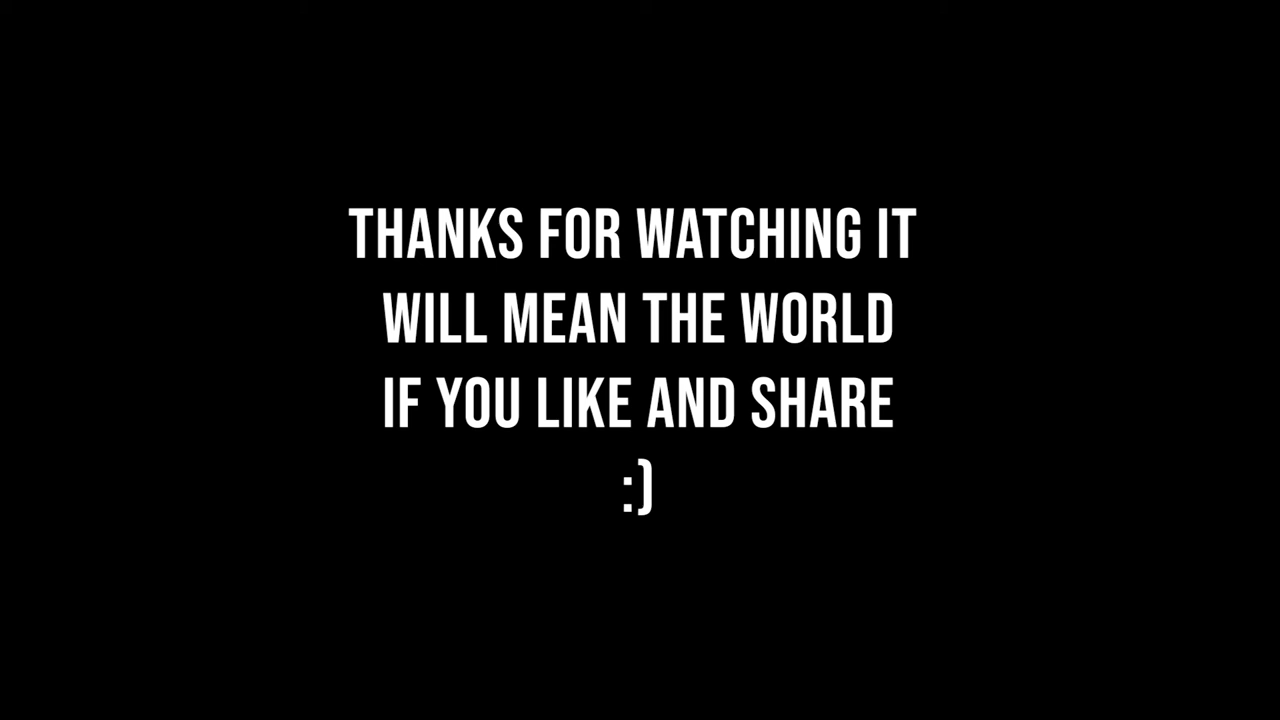 THANKS FOR WATCHING IT
WILL MEAN THE WORLD
IF YOU LIKE AND SHARE
:)